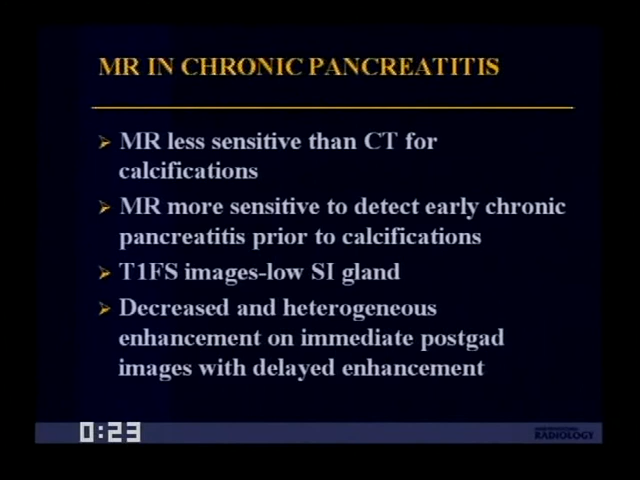 MR IN CHRONIC PANCREATITIS
MR less sensitive than CT for
calcifications
MR more sensitive to detect early chronic
pancreatitis prior to calcifications
T1FS images-low SI gland
Decreased and heterogeneous
enhancement on immediate postgad
images with delayed enhancement
0:23
RADIOLOGY